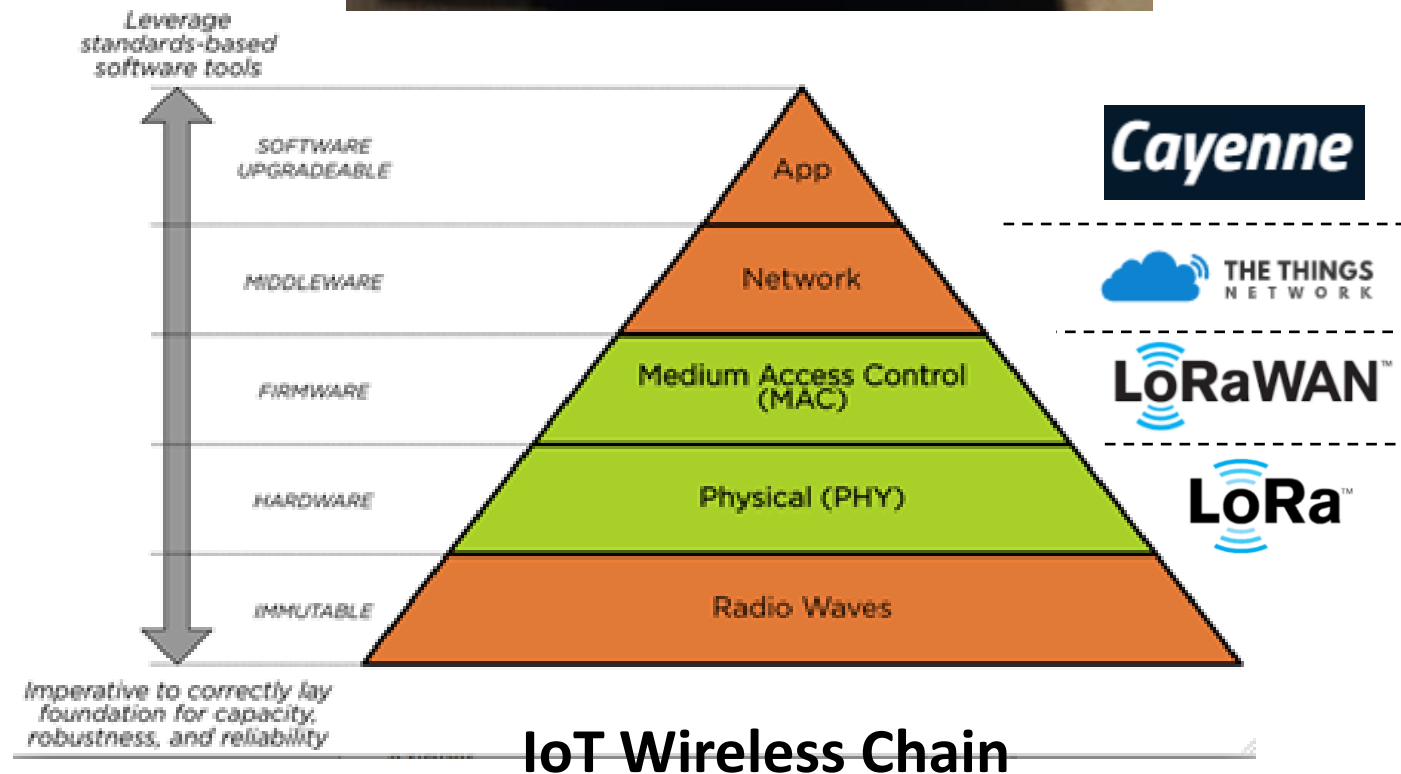 Leverage
standards-based
software tools
SOFTWARE
UPGRADEABLE
App
Cayenne
MIDDLEWARE
Network
THE THINGS
NETWORK
FIRMWARE
Medium Access Control
(MAC)
LoRaWAN™
HARDWARE
Physical (PHY)
LoRa™
IMMUTABLE
Radio Waves
Imperative to correctly lay
foundation for capacity,
robustness, and reliability
IoT Wireless Chain